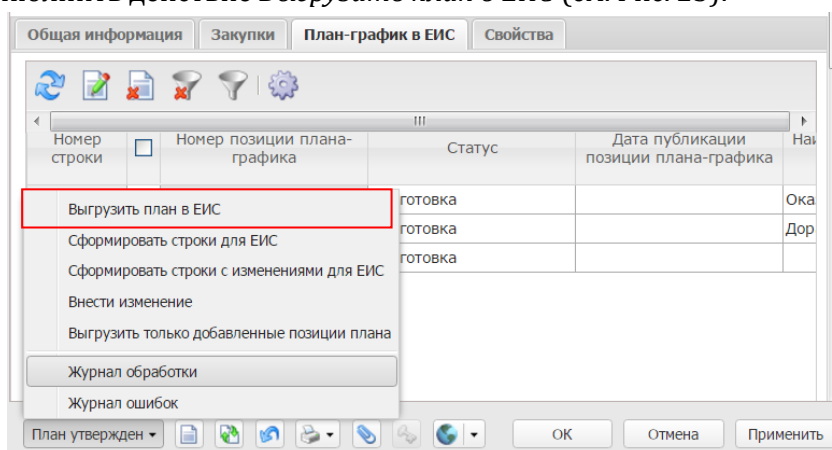 Общая информация Закупки План-график в ЕИС Свойства
Номер строки Номер позиции плана-графика Статус Дата публикации позиции плана-графика
готовка Ока
готовка Дор
готовка
Выгрузить план в ЕИС
Сформировать строки для ЕИС
Сформировать строки с изменениями для ЕИС
Внести изменение
Выгрузить только добавленные позиции плана
Журнал обработки
Журнал ошибок
План утвержден ОК Отмена Применить